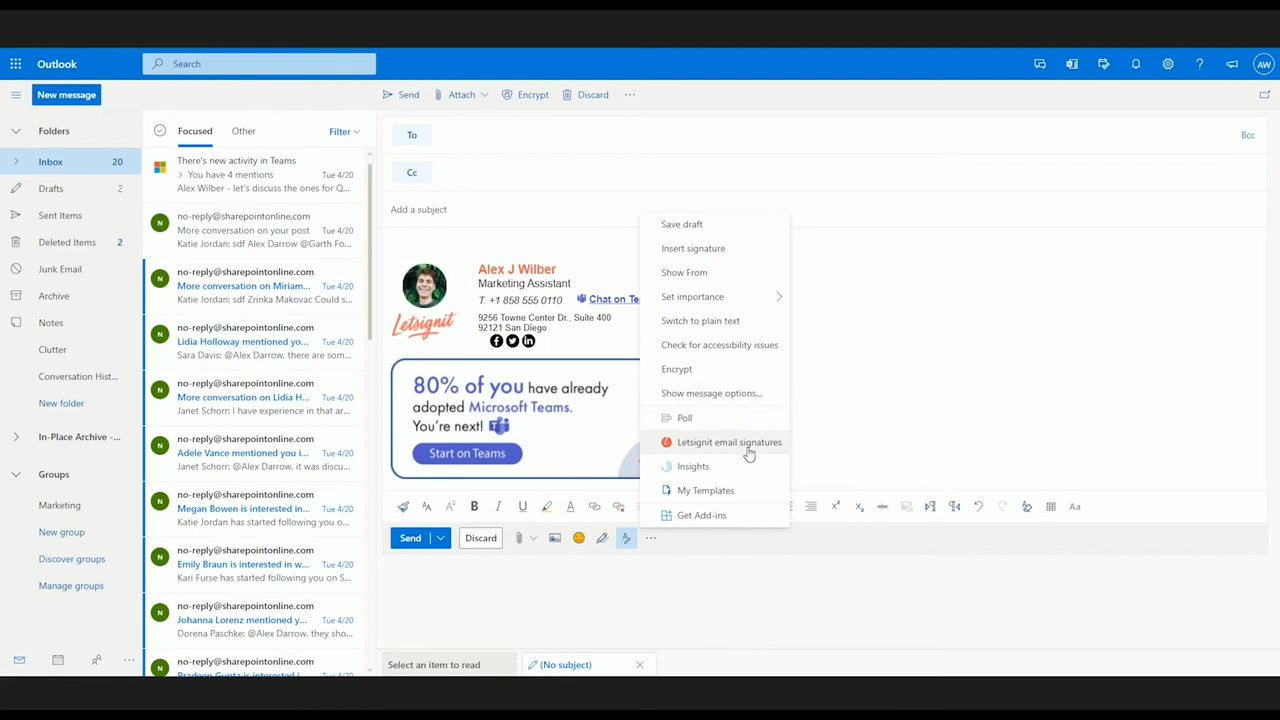 Outlook
Search
AW
New message
Send
Attach
Encrypt
Discard
Folders
Inbox 20
Drafts 2
Sent Items
Deleted Items 2
Junk Email
Archive
Notes
Clutter
Conversation Hist...
New folder
In-Place Archive -...
Groups
Marketing
New group
Discover groups
Manage groups
Focused
Other
Filter
There's new activity in Teams
> You have 4 mentions Tue 4/20
Alex Wilber - let's discuss the ones for Q...
N
no-reply@sharepointonline.com
More conversation on your post Tue 4/20
Katie Jordan: sdf Alex Darrow @Garth Fo...
N
no-reply@sharepointonline.com
More conversation on Miriam... Tue 4/20
Katie Jordan: sdf Zrinka Makovac Could s...
N
no-reply@sharepointonline.com
Lidia Holloway mentioned yo... Tue 4/20
Sara Davis: @Alex Darrow, there are som...
N
no-reply@sharepointonline.com
More conversation on Lidia H... Tue 4/20
Janet Schorr: I have experience in that ar...
N
no-reply@sharepointonline.com
Adele Vance mentioned you i... Tue 4/20
Janet Schorr: @Alex Darrow, it was discu...
N
no-reply@sharepointonline.com
Megan Bowen is interested in... Tue 4/20
Katie Jordan has started following you o...
N
no-reply@sharepointonline.com
Emily Braun is interested in w... Tue 4/20
Kari Furse has started following you on S...
N
no-reply@sharepointonline.com
Johanna Lorenz mentioned y... Tue 4/20
Dorena Paschke: @Alex Darrow, they sho...
N
no-reply@sharepointonline.com
Pradeen Gupta is interested i... Tue 4/20
To
Bcc
Cc
Add a subject
Letsignit
Alex J Wilber
Marketing Assistant
T. +1 858 555 0110 Chat on Te
9256 Towne Center Dr., Suite 400
92121 San Diego
80% of you have already
adopted Microsoft Teams.
You're next!
Start on Teams
Save draft
Insert signature
Show From
Set importance
Switch to plain text
Check for accessibility issues
Encrypt
Show message options...
Poll
Letsignit email signatures
Insights
My Templates
Get Add-ins
Send
Discard
Select an item to read
(No subject)